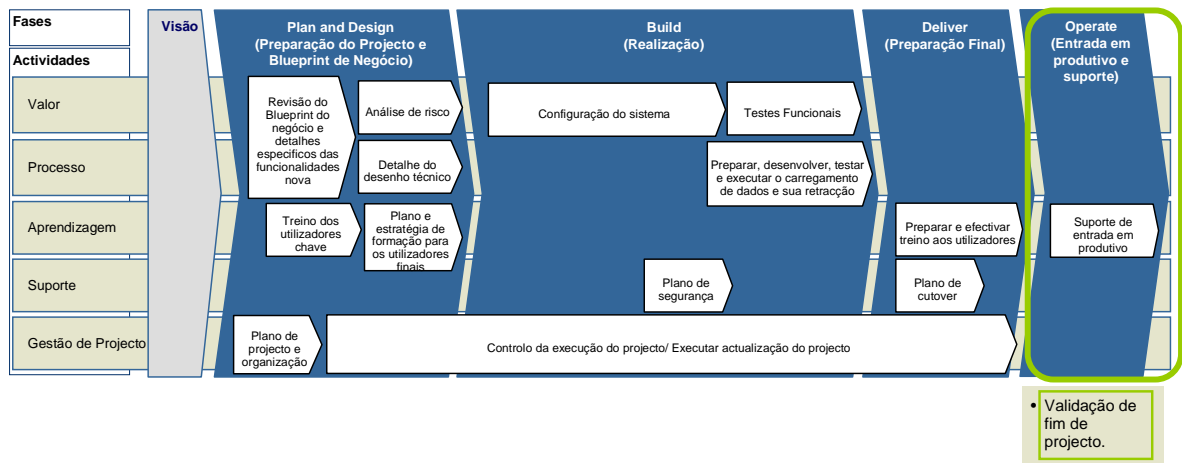 Fases
Visão
Plan and Design
(Preparação do Projecto e
Blueprint de Negócio)
Build
(Realização)
Deliver
(Preparação Final)
Operate
(Entrada em
produtivo e
suporte)
Actividades
Valor
Revisão do
Blueprint do
negócio e
detalhes
especificos das
funcionalidades
nova
Análise de risco
Configuração do sistema
Testes Funcionais
Processo
Detalhe do
desenho técnico
Preparar, desenvolver, testar
e executar o carregamento
de dados e sua retracção
Aprendizagem
Treino dos
utilizadores
chave
Plano e
estratégia de
formação para
os utilizadores
finais
Preparar e efectivar
treino aos utilizadores
Suporte de
entrada em
produtivo
Suporte
Plano de
segurança
Plano de
cutover
Gestão de Projecto
Plano de
projecto e
organização
Controlo da execução do projecto/ Executar actualização do projecto
• Validação de
fim de
projecto.